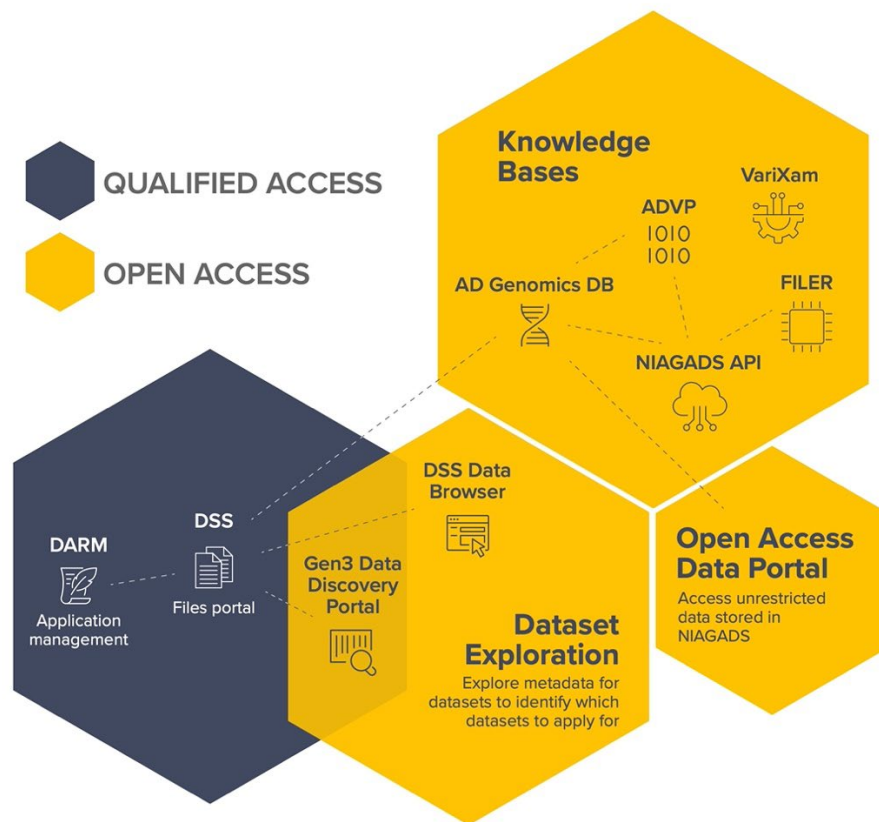 QUALIFIED ACCESS
OPEN ACCESS
Knowledge
Bases
VariXam
ADVP
1010
1010
AD Genomics DB
FILER
NIAGADS API
DARM
Application
management
DSS
Files portal
DSS Data
Browser
Gen3 Data
Discovery
Portal
Dataset
Exploration
Explore metadata for
datasets to identify which
datasets to apply for
Open Access
Data Portal
Access unrestricted
data stored in
NIAGADS